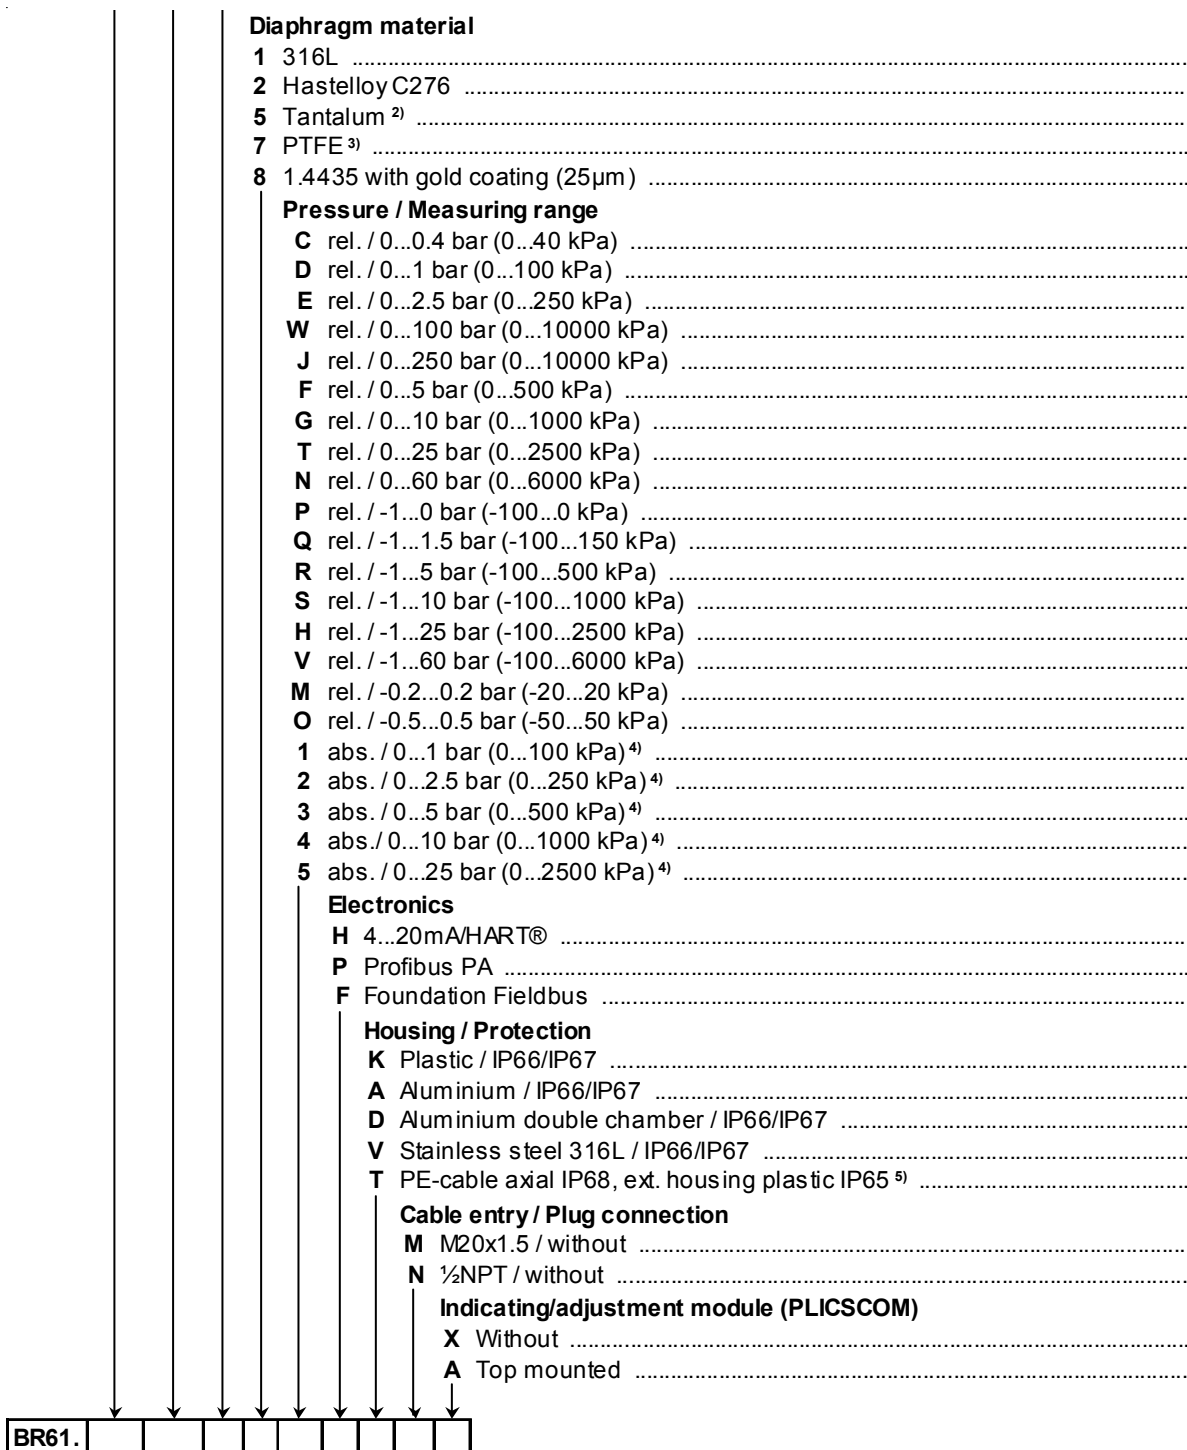 Diaphragm material
1 316L
2 Hastelloy C276
5 Tantalum 2)
7 PTFE 3)
8 1.4435 with gold coating (25µm)
Pressure / Measuring range
C rel. / 0...0.4 bar (0...40 kPa)
D rel. / 0...1 bar (0...100 kPa)
E rel. / 0...2.5 bar (0...250 kPa)
W rel. / 0...100 bar (0...10000 kPa)
J rel. / 0...250 bar (0...10000 kPa)
F rel. / 0...5 bar (0...500 kPa)
G rel. / 0...10 bar (0...1000 kPa)
T rel. / 0...25 bar (0...2500 kPa)
N rel. / 0...60 bar (0...6000 kPa)
P rel. / -1...0 bar (-100...0 kPa)
Q rel. / -1...1.5 bar (-100...150 kPa)
R rel. / -1...5 bar (-100...500 kPa)
S rel. / -1...10 bar (-100...1000 kPa)
H rel. / -1...25 bar (-100...2500 kPa)
V rel. / -1...60 bar (-100...6000 kPa)
M rel. / -0.2...0.2 bar (-20...20 kPa)
O rel. / -0.5...0.5 bar (-50...50 kPa)
1 abs. / 0...1 bar (0...100 kPa) 4)
2 abs. / 0...2.5 bar (0...250 kPa) 4)
3 abs. / 0...5 bar (0...500 kPa) 4)
4 abs./ 0...10 bar (0...1000 kPa) 4)
5 abs. / 0...25 bar (0...2500 kPa) 4)
Electronics
H 4...20mA/HART®
P Profibus PA
F Foundation Fieldbus
Housing / Protection
K Plastic / IP66/IP67
A Aluminium / IP66/IP67
D Aluminium double chamber / IP66/IP67
V Stainless steel 316L / IP66/IP67
T PE-cable axial IP68, ext. housing plastic IP65 5)
Cable entry / Plug connection
M M20x1.5 / without
N ½NPT / without
Indicating/adjustment module (PLICSCOM)
X Without
A Top mounted
BR61.